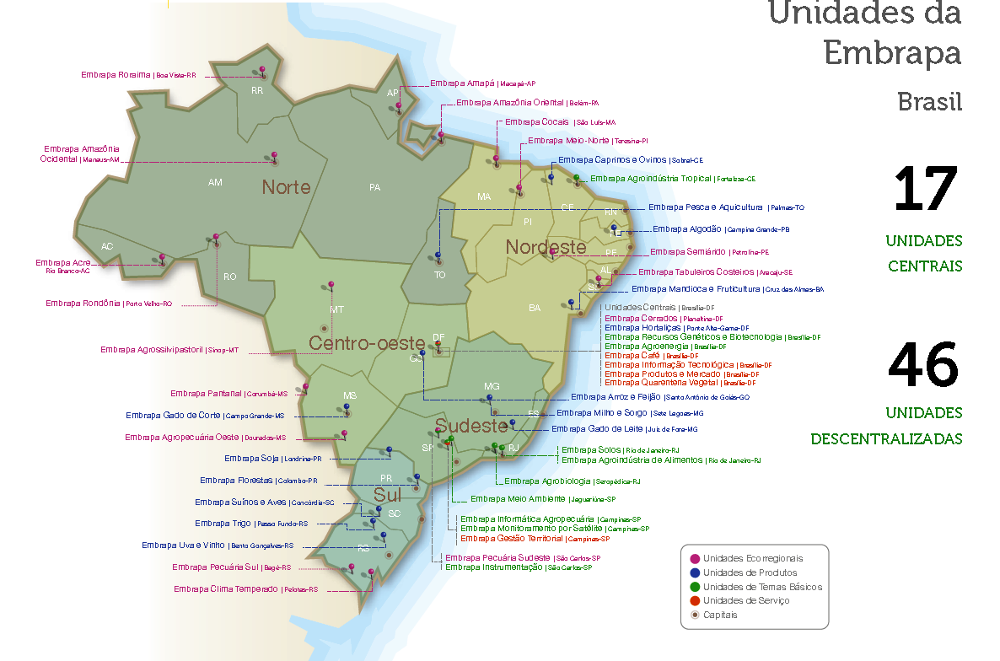 Unidades da
Embrapa
Brasil
17
UNIDADES
CENTRAIS
46
UNIDADES
DESCENTRALIZADAS
Embrapa Roraima | Boa Vista-RR
Embrapa Amapá | Macapá-AP
Embrapa Amazônia Oriental | Belém-PA
Embrapa Cocais | São Luís-MA
Embrapa Meio-Norte | Teresina-PI
Embrapa Amazônia
Ocidental | Manaus-AM
Embrapa Caprinos e Ovinos | Sobral-CE
Embrapa Agroindústria Tropical | Fortaleza-CE
Embrapa Pesca e Aquicultura | Palmas-TO
Embrapa Algodão | Campina Grande-PB
Embrapa Semiárido | Petrolina-PE
Embrapa Acre
Rio Branco-AC
Embrapa Tabuleiros Costeiros | Aracaju-SE
Embrapa Mandioca e Fruticultura | Cruz das Almas-BA
Embrapa Rondônia | Porto Velho-RO
Unidades Centrais | Brasília-DF
Embrapa Cerrados | Planaltina-DF
Embrapa Hortaliças | Ponte Alta-Gama-DF
Embrapa Recursos Genéticos e Biotecnologia | Brasília-DF
Embrapa Agroenergia | Brasília-DF
Embrapa Café | Brasília-DF
Embrapa Informação Tecnológica | Brasília-DF
Embrapa Produtos e Mercado | Brasília-DF
Embrapa Quarentena Vegetal | Brasília-DF
Embrapa Agrossilvipastoril | Sinop-MT
Embrapa Pantanal | Corumbá-MS
Embrapa Arroz e Feijão | Santo Antônio de Goiás-GO
Embrapa Gado de Corte | Campo Grande-MS
Embrapa Milho e Sorgo | Sete Lagoas-MG
Embrapa Gado de Leite | Juiz de Fora-MG
Embrapa Agropecuária Oeste | Dourados-MS
Embrapa Solos | Rio de Janeiro-RJ
Embrapa Agroindústria de Alimentos | Rio de Janeiro-RJ
Embrapa Soja | Londrina-PR
Embrapa Florestas | Colombo-PR
Embrapa Agrobiologia | Seropédica-RJ
Embrapa Meio Ambiente | Jaguariúna-SP
Embrapa Suínos e Aves | Concórdia-SC
Embrapa Informática Agropecuária | Campinas-SP
Embrapa Monitoramento por Satélite | Campinas-SP
Embrapa Gestão Territorial | Campinas-SP
Embrapa Trigo | Passo Fundo-RS
Embrapa Uva e Vinho | Bento Gonçalves-RS
Embrapa Pecuária Sudeste | São Carlos-SP
Embrapa Instrumentação | São Carlos-SP
Embrapa Pecuária Sul | Bagé-RS
Embrapa Clima Temperado | Pelotas-RS
RR
AP
AM
Norte
PA
MA
CE
RN
PI
Nordeste
PE
AC
RO
TO
AL
BA
MT
Centro-oeste
DF
GO
MG
MS
ES
Sudeste
SP
RJ
PR
Sul
SC
RS
Unidades Ecorregionais
Unidades de Produtos
Unidades de Temas Básicos
Unidades de Serviço
Capitais